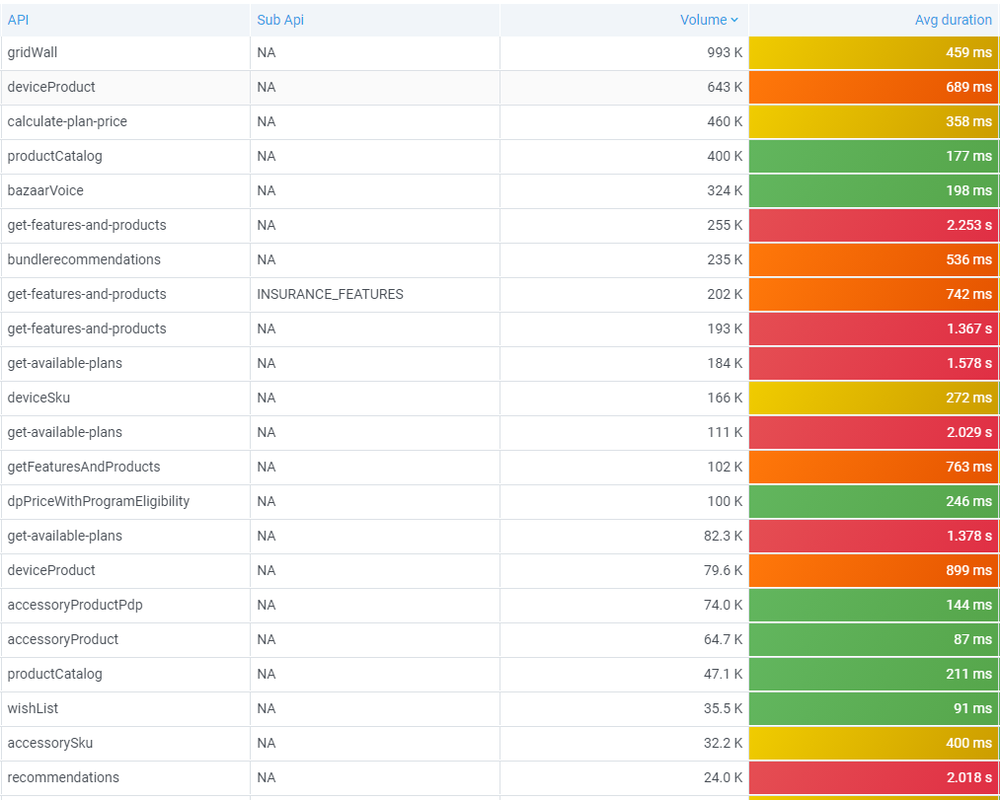 API Sub Api Volume Avg duration
gridWall NA 993 K 459 ms
deviceProduct NA 643 K 689 ms
calculate-plan-price NA 460 K 358 ms
productCatalog NA 400 K 177 ms
bazaarVoice NA 324 K 198 ms
get-features-and-products NA 255 K 2.253 s
bundlerecommendations NA 235 K 536 ms
get-features-and-products INSURANCE_FEATURES 202 K 742 ms
get-features-and-products NA 193 K 1.367 s
get-available-plans NA 184 K 1.578 s
deviceSku NA 166 K 272 ms
get-available-plans NA 111 K 2.029 s
getFeaturesAndProducts NA 102 K 763 ms
dpPriceWithProgramEligibility NA 100 K 246 ms
get-available-plans NA 82.3 K 1.378 s
deviceProduct NA 79.6 K 899 ms
accessoryProductPdp NA 74.0 K 144 ms
accessoryProduct NA 64.7 K 87 ms
productCatalog NA 47.1 K 211 ms
wishList NA 35.5 K 91 ms
accessorySku NA 32.2 K 400 ms
recommendations NA 24.0 K 2.018 s